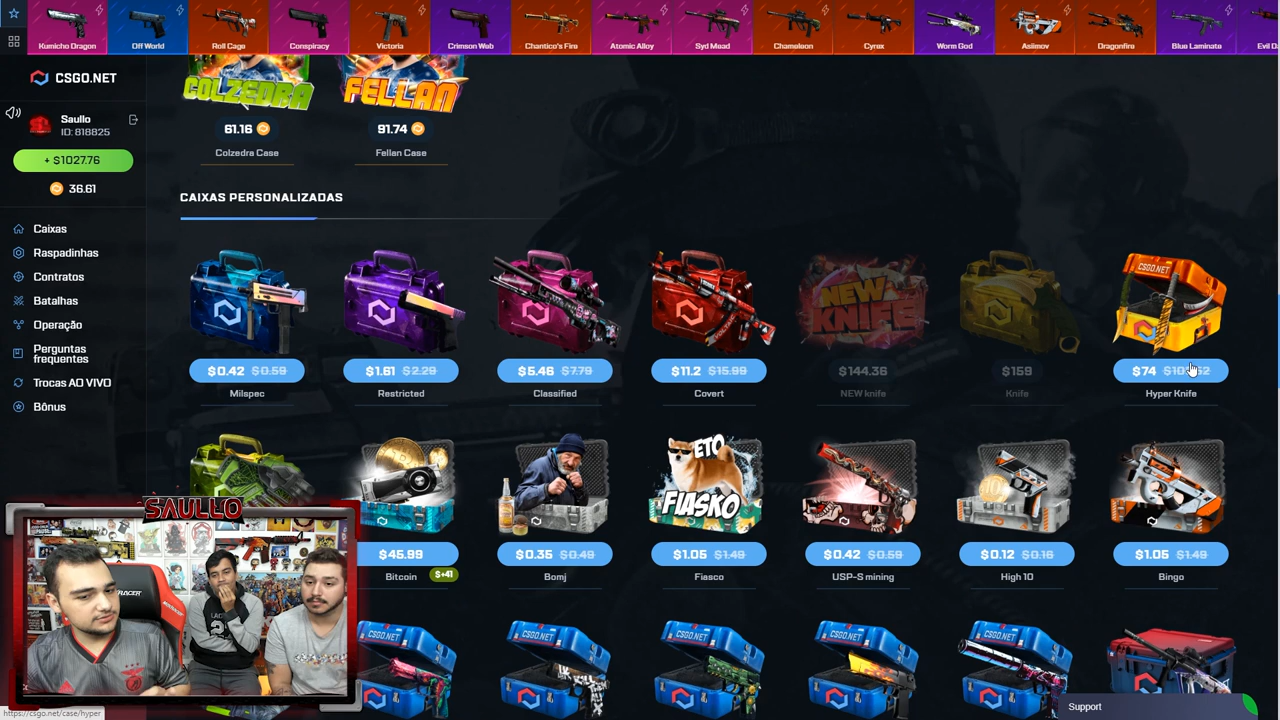 Kumicho Dragon
Off World
Roll Cage
Conspiracy
Victoria
Crimson Web
Chantico's Fire
Atomic Alloy
Syd Mead
Chameleon
Cyrex
Worm God
Asiimov
Dragonfire
Blue Laminate
CSGO.NET
Saullo
ID: 818825
+ $1027.76
36.61
Caixas
Raspadinhas
Contratos
Batalhas
Operação
Perguntas
frequentes
Trocas AO VIVO
Bônus
COLZEDRA
FELLAN
61.16
91.74
Colzedra Case
Fellan Case
CAIXAS PERSONALIZADAS
NEW
KNIFE
CSGO.NET
$0.42 $0.59
$1.61 $2.29
$5.46 $7.79
$11.2 $15.99
$144.36
$159
$74
Milspec
Restricted
Classified
Covert
NEW knife
Knife
Hyper Knife
ETO
FIASKO
$45.99
$0.35 $0.49
$1.05 $1.49
$0.42 $0.59
$0.12 $0.16
$1.05 $1.49
Bitcoin
$+41
Bomj
Fiasco
USP-S mining
High 10
Bingo
CSGO.NET
CSGO.NET
CSGO.NET
CSGO.NET
CSGO.NET
SAULLO
Support
https://csgo.net/case/hyper